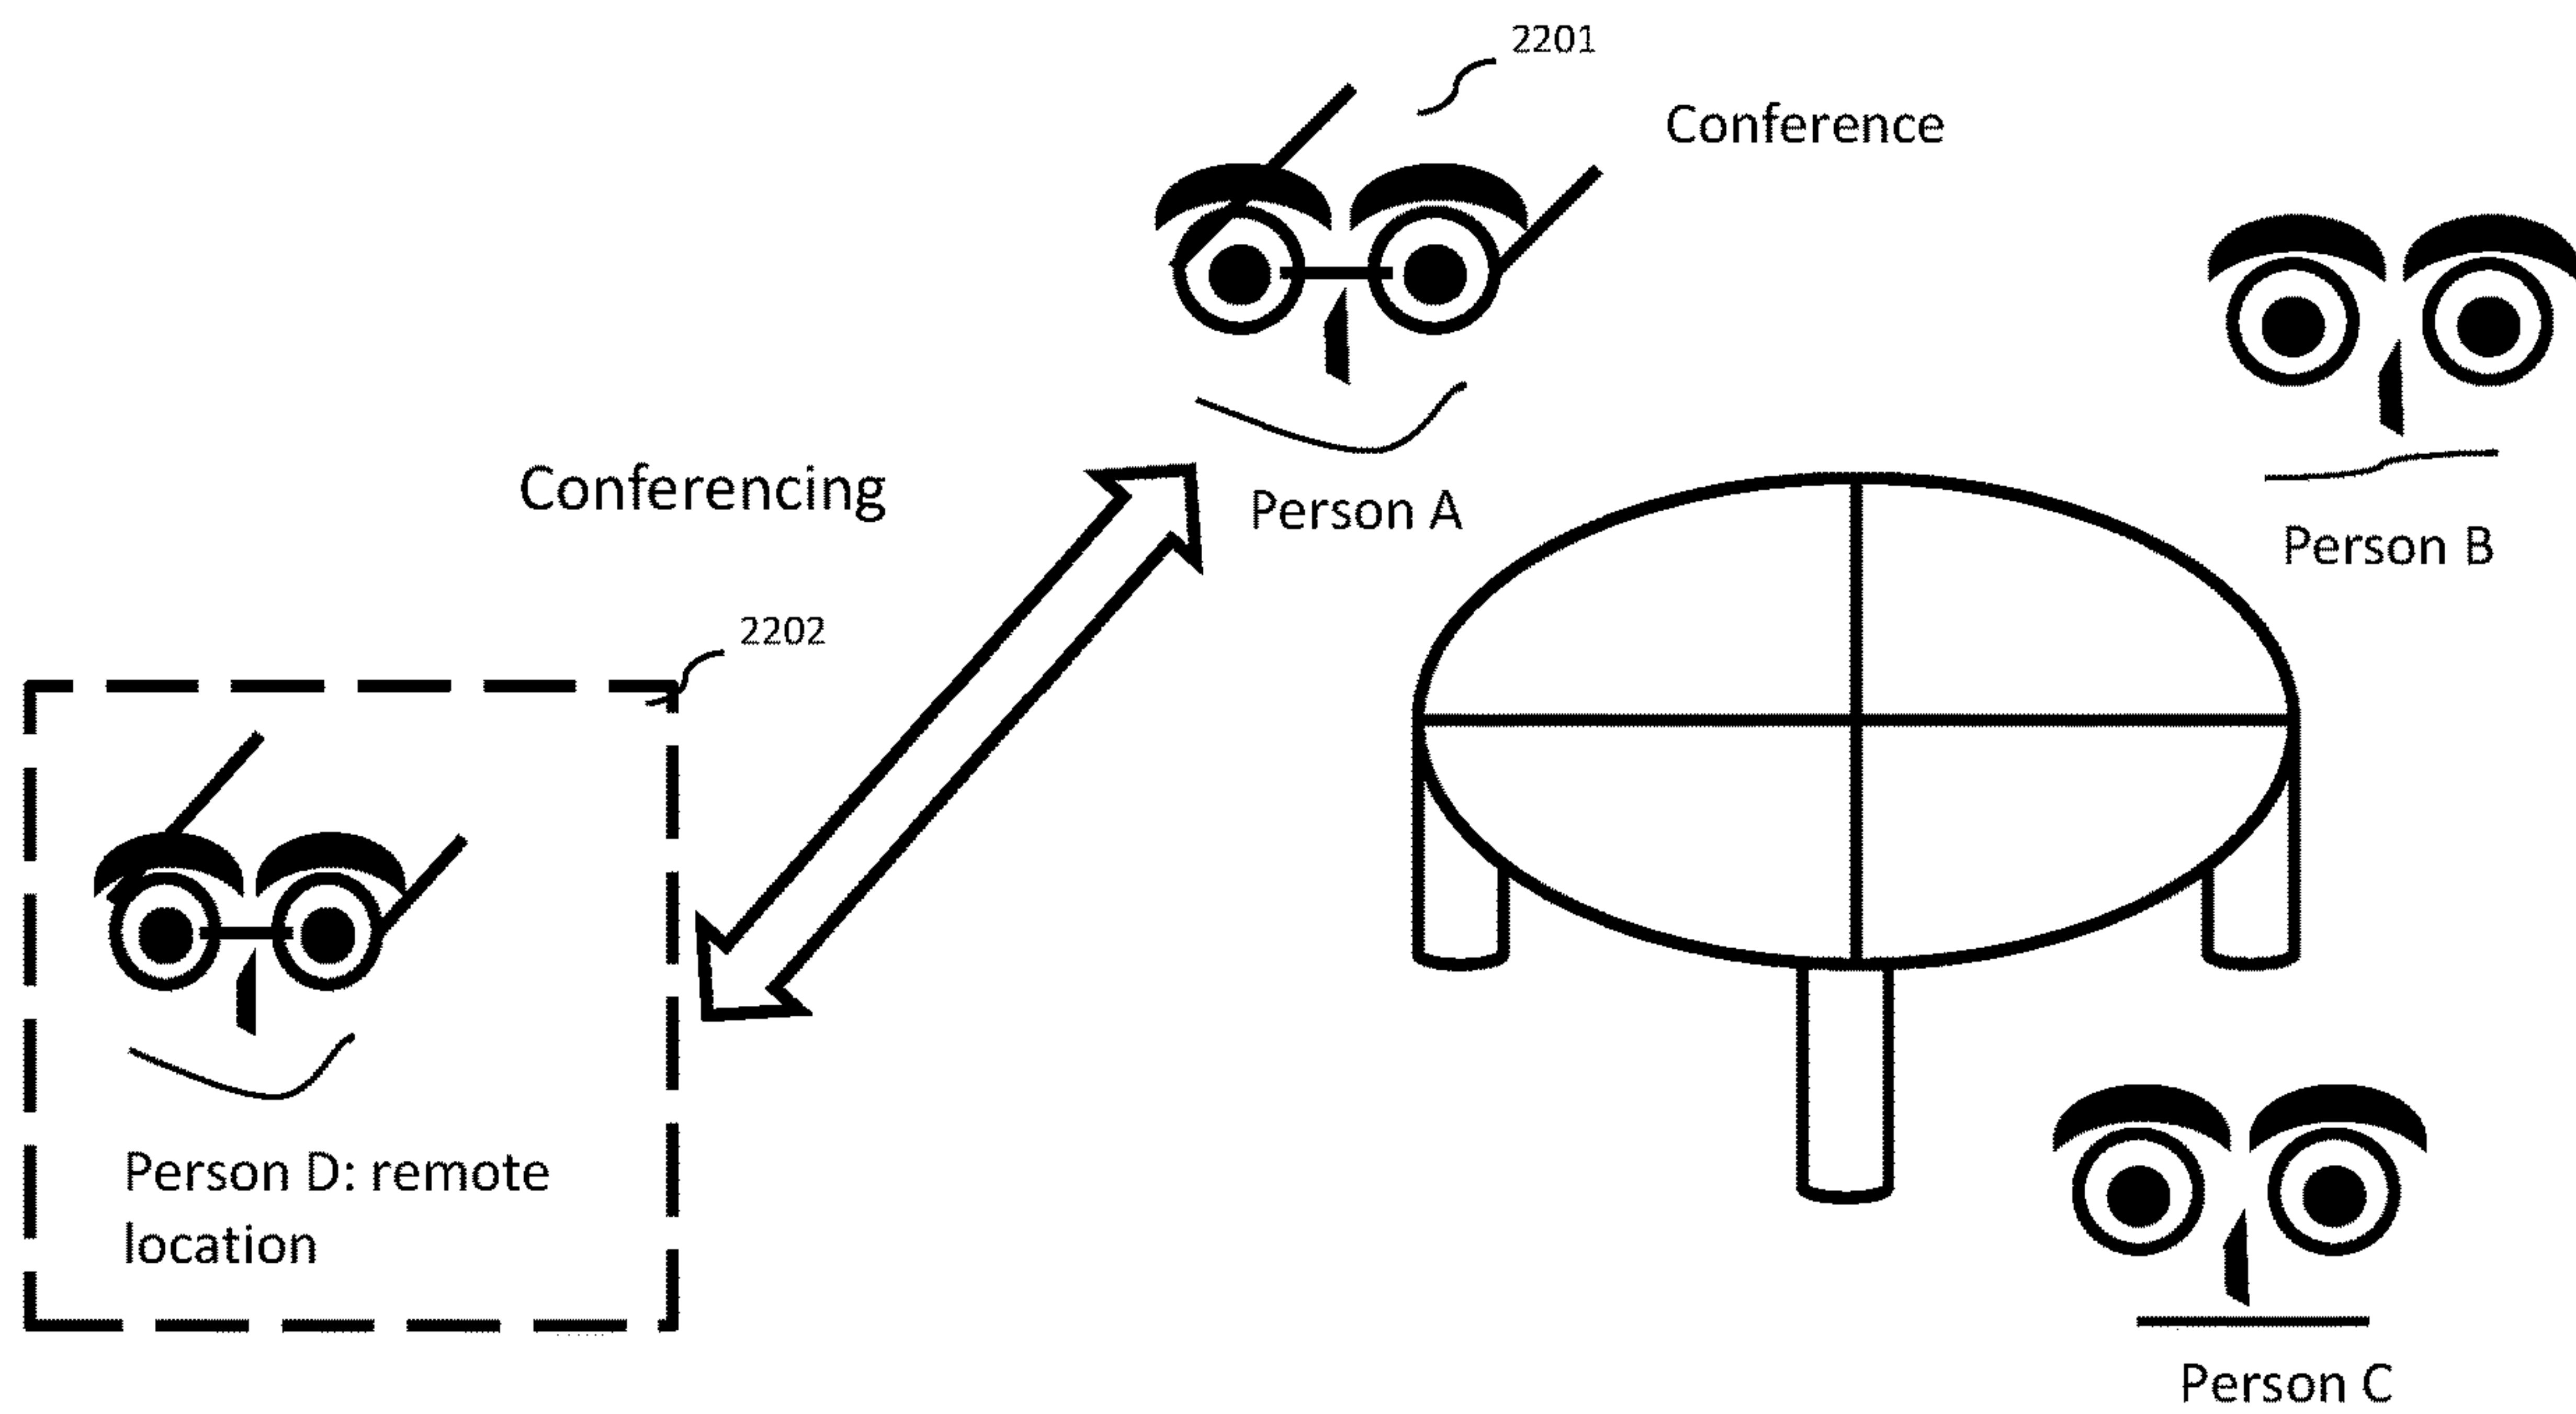 2201
Conference
Conferencing
Person A
Person B
2202
Person D: remote
location
Person C